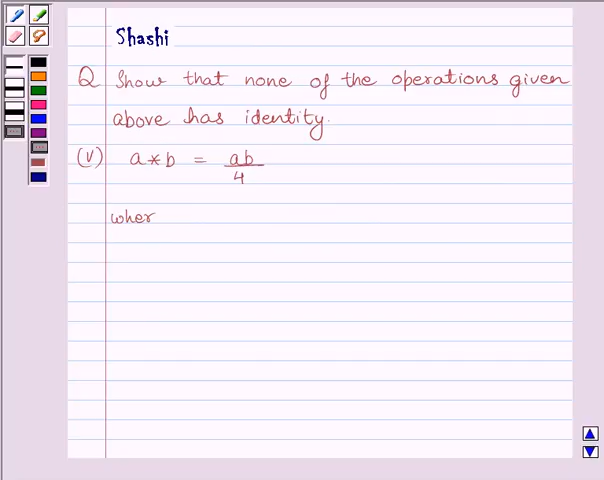 Shashi
Q Show that none of the operations given
above has identity.
(V) a * b = ab/4
wher